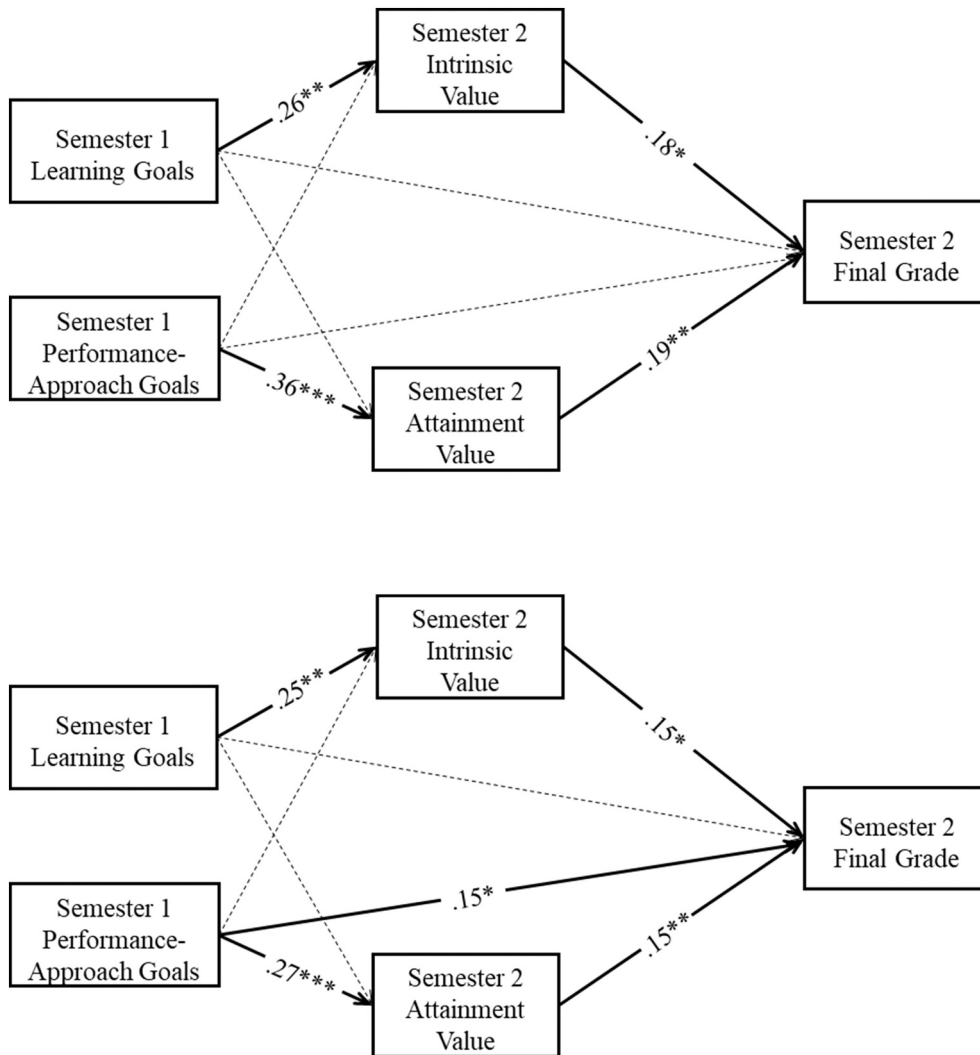 Semester 2
Intrinsic
Value
.26**
Semester 1
Learning Goals
.18*
Semester 2
Final Grade
Semester 1
Performance-
Approach Goals
.36***
.19**
Semester 2
Attainment
Value
Semester 2
Intrinsic
Value
.25**
Semester 1
Learning Goals
.15*
Semester 2
Final Grade
Semester 1
Performance-
Approach Goals
.15*
.27***
.15**
Semester 2
Attainment
Value